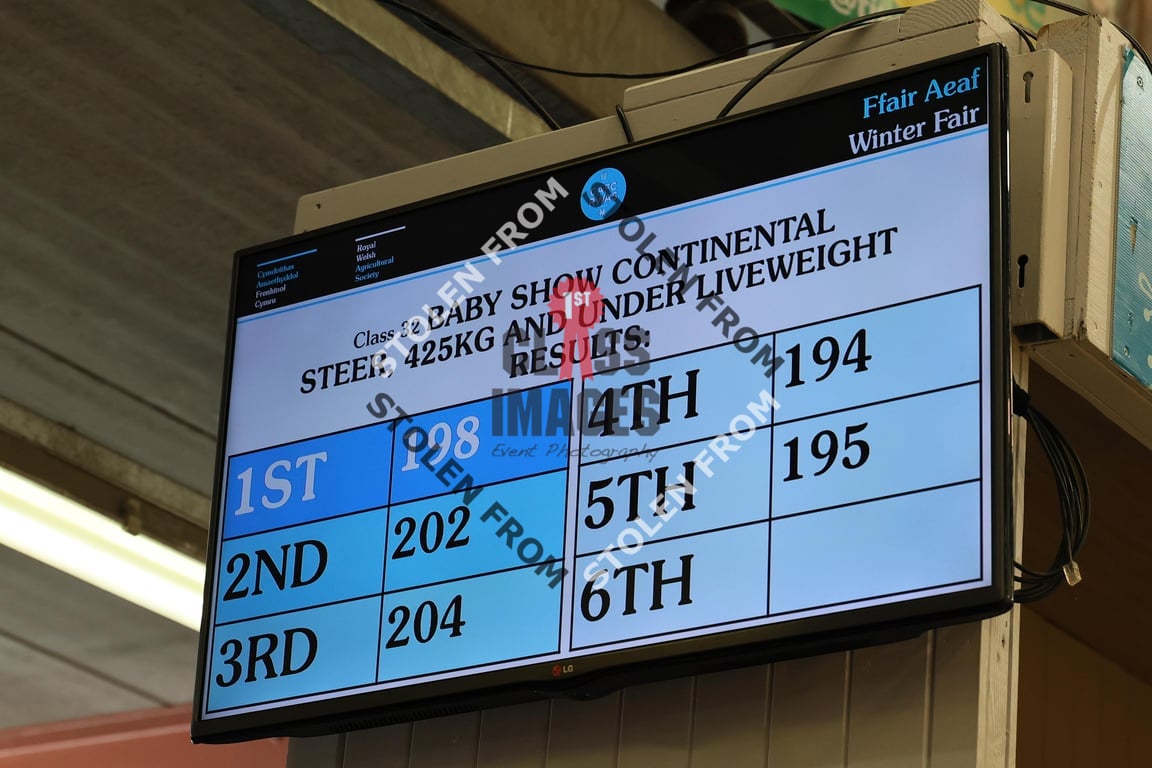 Ffair Aeaf
Winter Fair
Cymdeithas
Amaethyddol
Frenhinol
Cymru
Royal
Welsh
Agricultural
Society
Class 32 BABY SHOW CONTINENTAL
STEER, 425KG AND UNDER LIVEWEIGHT
RESULTS:
1ST 198
2ND 202
3RD 204
4TH 194
5TH 195
6TH
LG
1ST
CLASS
IMAGES
Event Photography
STOLEN FROM
STOLEN FROM
STOLEN FROM
STOLEN FROM